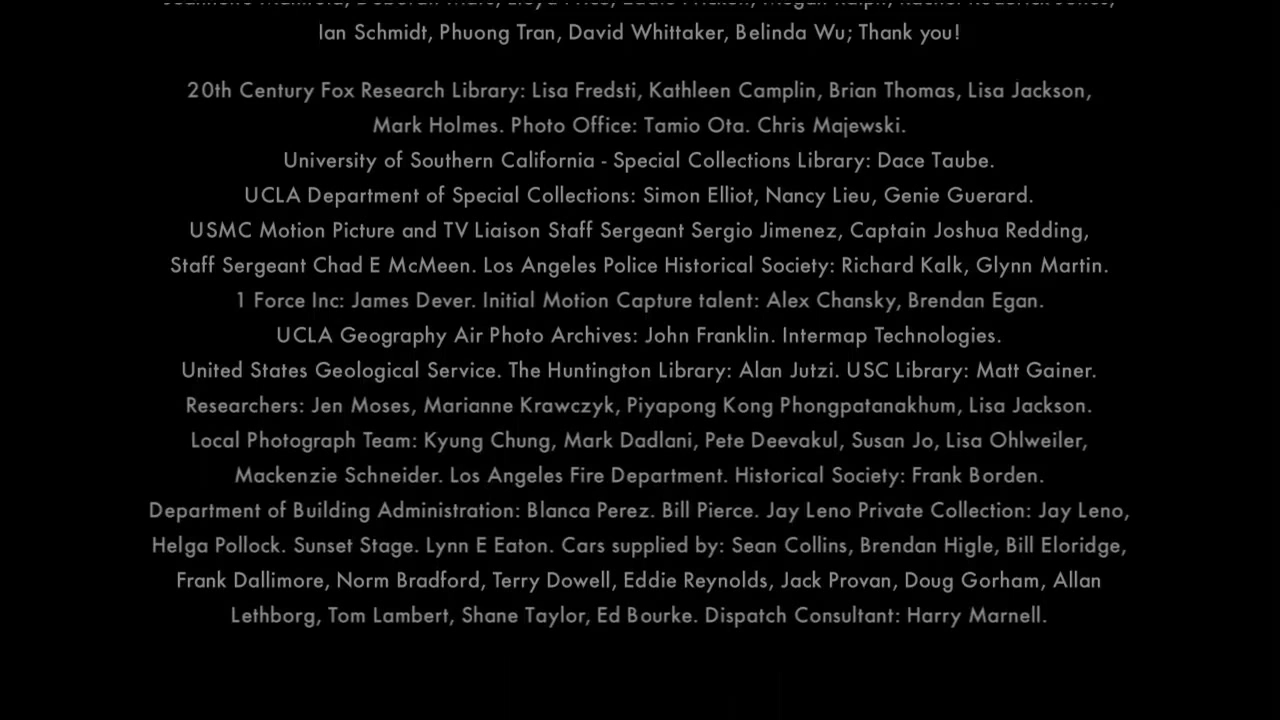 Ian Schmidt, Phuong Tran, David Whittaker, Belinda Wu; Thank you!
20th Century Fox Research Library: Lisa Fredsti, Kathleen Camplin, Brian Thomas, Lisa Jackson,
Mark Holmes. Photo Office: Tamio Ota. Chris Majewski.
University of Southern California - Special Collections Library: Dace Taube.
UCLA Department of Special Collections: Simon Elliot, Nancy Lieu, Genie Guerard.
USMC Motion Picture and TV Liaison Staff Sergeant Sergio Jimenez, Captain Joshua Redding,
Staff Sergeant Chad E McMeen. Los Angeles Police Historical Society: Richard Kalk, Glynn Martin.
1 Force Inc: James Dever. Initial Motion Capture talent: Alex Chansky, Brendan Egan.
UCLA Geography Air Photo Archives: John Franklin. Intermap Technologies.
United States Geological Service. The Huntington Library: Alan Jutzi. USC Library: Matt Gainer.
Researchers: Jen Moses, Marianne Krawczyk, Piyapong Kong Phongpatanakhum, Lisa Jackson.
Local Photograph Team: Kyung Chung, Mark Dadlani, Pete Deevakul, Susan Jo, Lisa Ohlweiler,
Mackenzie Schneider. Los Angeles Fire Department. Historical Society: Frank Borden.
Department of Building Administration: Blanca Perez. Bill Pierce. Jay Leno Private Collection: Jay Leno,
Helga Pollock. Sunset Stage. Lynn E Eaton. Cars supplied by: Sean Collins, Brendan Higle, Bill Eloridge,
Frank Dallimore, Norm Bradford, Terry Dowell, Eddie Reynolds, Jack Provan, Doug Gorham, Allan
Lethborg, Tom Lambert, Shane Taylor, Ed Bourke. Dispatch Consultant: Harry Marnell.